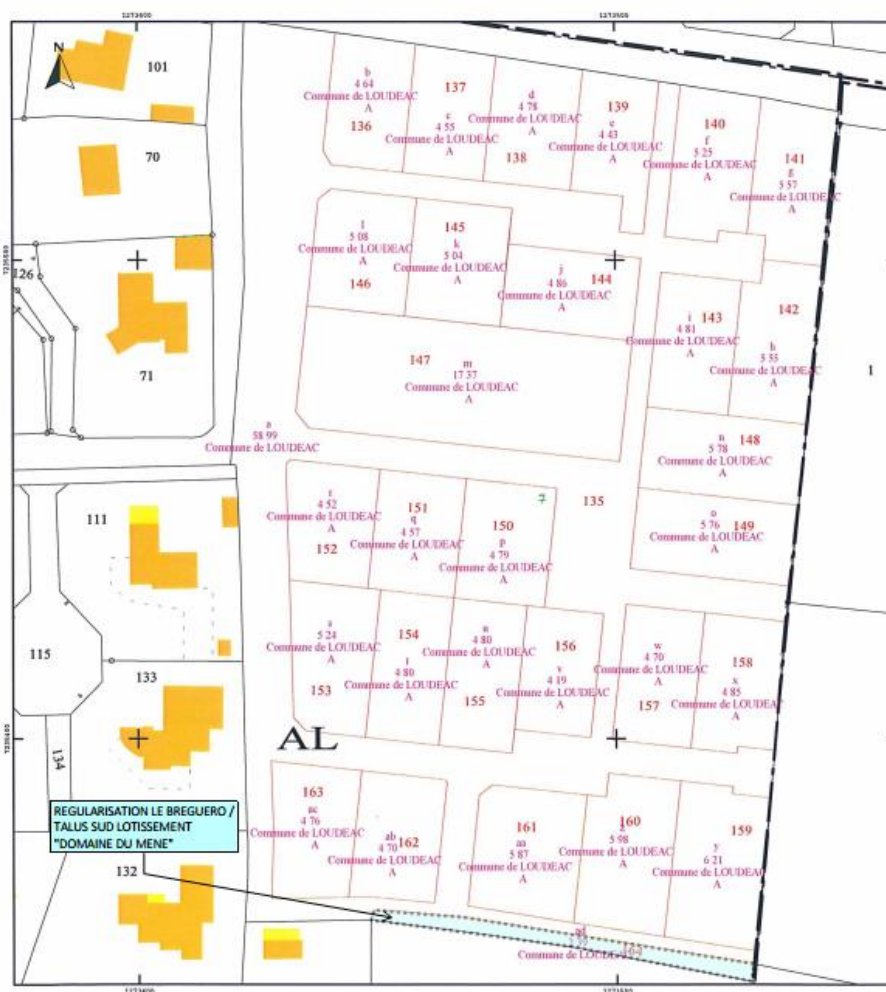 1273600
1273500
N
101
70
7235500
126
71
111
115
133
134
132
1
b
4 64
Commune de LOUDEAC
A
136
137
c
4 55
Commune de LOUDEAC
A
d
4 78
Commune de LOUDEAC
A
138
139
e
4 43
Commune de LOUDEAC
A
140
f
5 25
Commune de LOUDEAC
A
141
g
5 57
Commune de LOUDEAC
A
l
5 08
Commune de LOUDEAC
A
146
145
k
5 04
Commune de LOUDEAC
A
j
4 86
144
Commune de LOUDEAC
A
i
143
4 81
Commune de LOUDEAC
A
142
h
5 55
Commune de LOUDEAC
A
147
m
17 37
Commune de LOUDEAC
A
a
58 99
Commune de LOUDEAC
n
5 78
148
Commune de LOUDEAC
A
135
o
5 76
149
Commune de LOUDEAC
A
r
4 52
Commune de LOUDEAC
A
152
151
q
4 57
Commune de LOUDEAC
A
150
p
4 79
Commune de LOUDEAC
A
s
5 24
Commune de LOUDEAC
A
153
154
t
4 80
Commune de LOUDEAC
A
u
4 80
Commune de LOUDEAC
A
155
156
v
4 19
Commune de LOUDEAC
A
w
4 70
Commune de LOUDEAC
A
157
158
x
4 85
Commune de LOUDEAC
A
7235400
AL
REGULARISATION LE BREGUERO /
TALUS SUD LOTISSEMENT
"DOMAINE DU MENE"
163
ac
4 76
Commune de LOUDEAC
A
ab
4 70
162
Commune de LOUDEAC
A
161
aa
5 87
Commune de LOUDEAC
A
160
z
5 98
Commune de LOUDEAC
A
159
y
6 21
Commune de LOUDEAC
A
ad
164
1273600
1273500